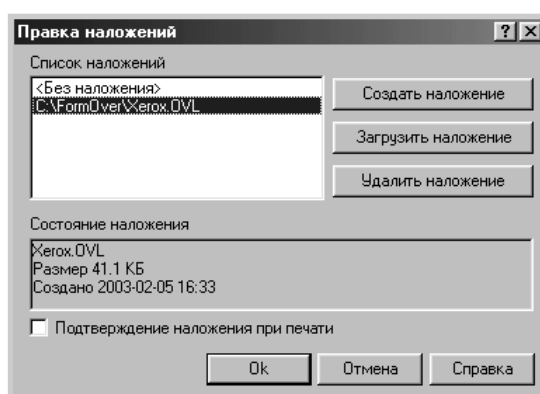 Правка наложений
Список наложений
<Без наложения>
C:\FormOver\Xerox.OVL
Создать наложение
Загрузить наложение
Удалить наложение
Состояние наложения
Xerox.OVL
Размер 41.1 КБ
Создано 2003-02-05 16:33
Подтверждение наложения при печати
Ok
Отмена
Справка